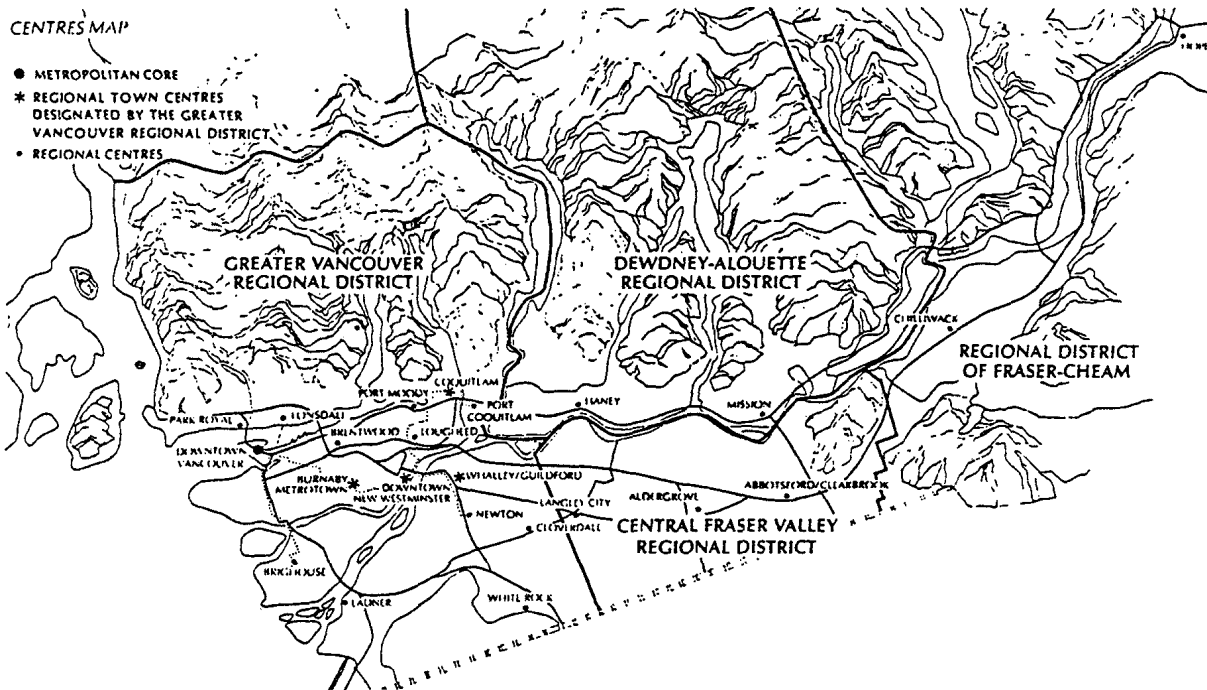 CENTRES MAP
METROPOLITAN CORE
REGIONAL TOWN CENTRES
DESIGNATED BY THE GREATER
VANCOUVER REGIONAL DISTRICT
REGIONAL CENTRES
GREATER VANCOUVER
REGIONAL DISTRICT
DEWDNEY-ALOUETTE
REGIONAL DISTRICT
CHILLIWACK
REGIONAL DISTRICT
OF FRASER-CHEAM
COQUITLAM
PORT MOODY
PORT
COQUITLAM
HANEY
MISSION
PARK ROYAL
LONSDALE
BRENTWOOD
LOUGHEED
DOWNTOWN
VANCOUVER
BURNABY
METROTOWN
DOWNTOWN
NEW WESTMINSTER
WHALLEY/GUILDFORD
LANGLEY CITY
ALDERGROVE
ABBOTSFORD/CLEARBROOK
NEWTON
CLOVERDALE
CENTRAL FRASER VALLEY
REGIONAL DISTRICT
BRIGHOUSE
LADNER
WHITE ROCK